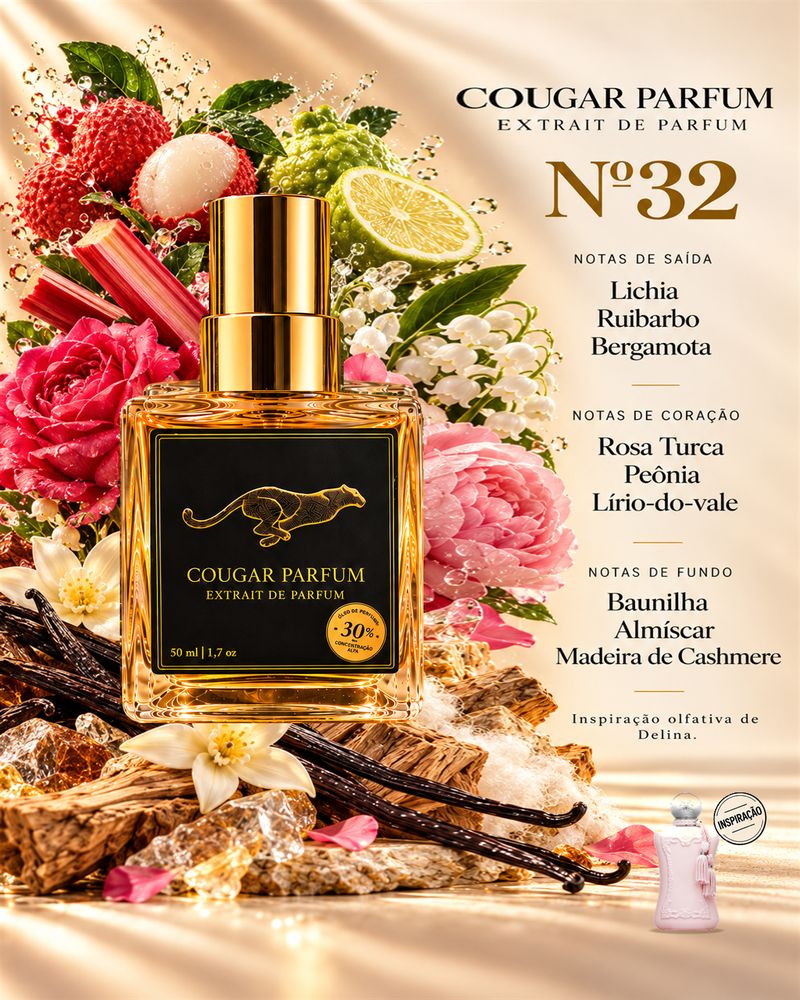 COUGAR PARFUM
EXTRAIT DE PARFUM
Nº32
NOTAS DE SAÍDA
Lichia
Ruibarbo
Bergamota
NOTAS DE CORAÇÃO
Rosa Turca
Peônia
Lírio-do-vale
NOTAS DE FUNDO
Baunilha
Almíscar
Madeira de Cashmere
Inspiração olfativa de
Delina.
INSPIRAÇÃO
COUGAR PARFUM
EXTRAIT DE PARFUM
50 ml | 1,7 oz
ÓLEO DE PERFUME
30%
CONCENTRAÇÃO
ALTA